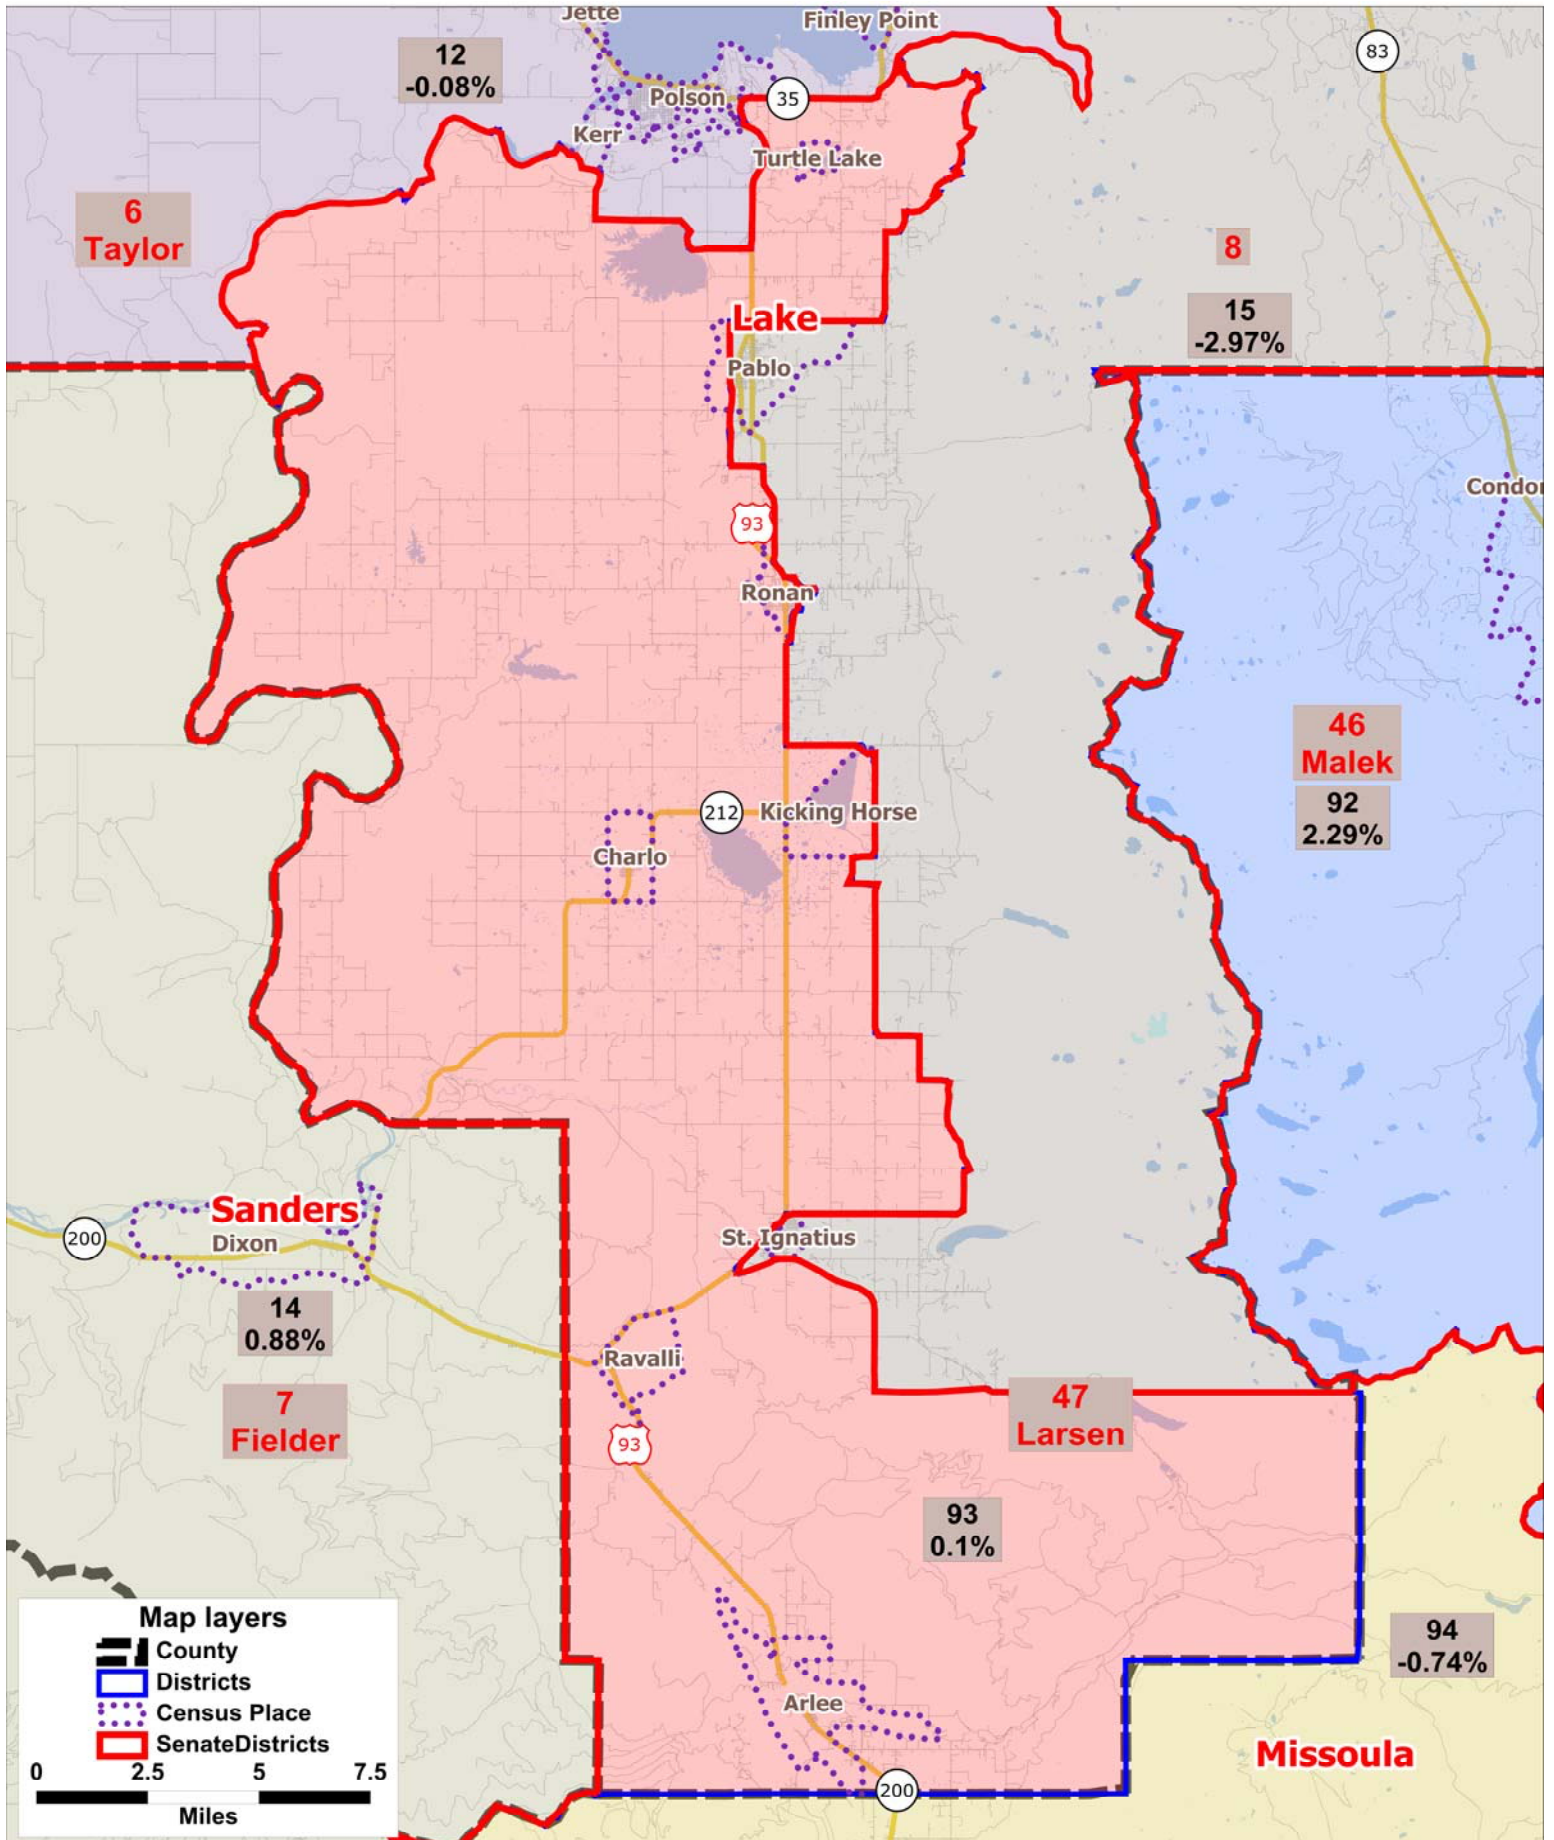 Jette
Finley Point
83
12
-0.08%
Polson
35
Kerr
Turtle Lake
6
Taylor
8
15
-2.97%
Lake
Pablo
Condor
93
Ronan
46
Malek
92
2.29%
212
Kicking Horse
Charlo
Sanders
Dixon
200
St. Ignatius
14
0.88%
Ravalli
7
Fielder
47
Larsen
93
93
0.1%
94
-0.74%
Arlee
Missoula
200
Map layers
County
Districts
Census Place
SenateDistricts
0 2.5 5 7.5
Miles